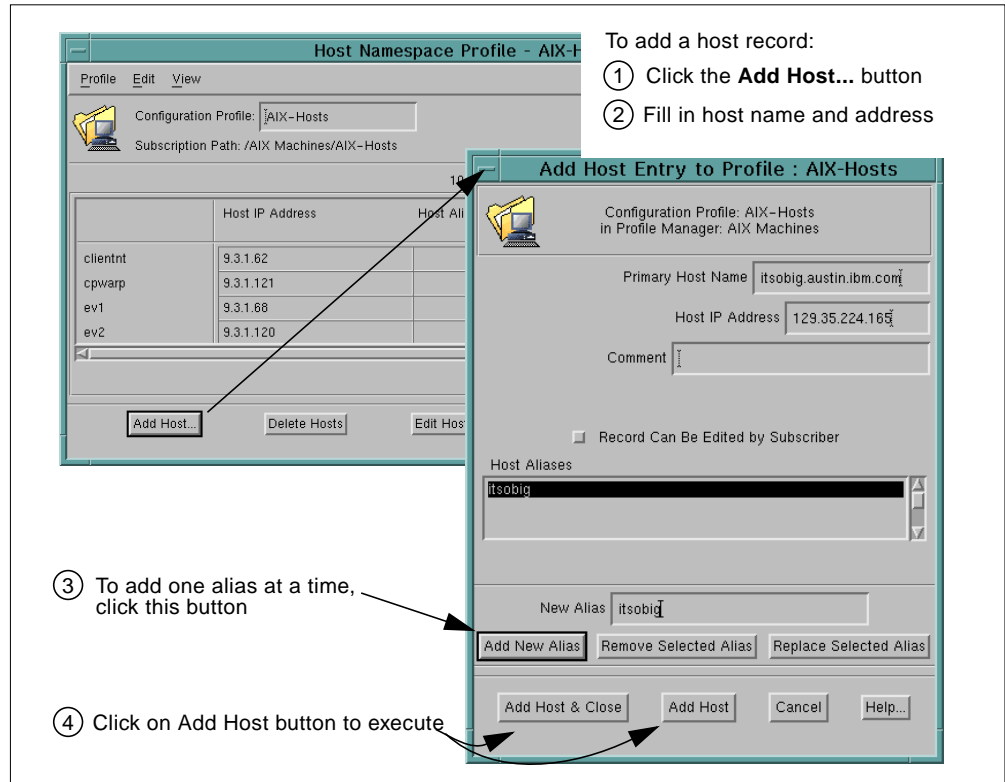 Host Namespace Profile - AIX-H
Profile Edit View
Configuration Profile: AIX-Hosts
Subscription Path: /AIX Machines/AIX-Hosts
Host IP Address Host Ali
clientnt 9.3.1.62
cpwarp 9.3.1.121
ev1 9.3.1.68
ev2 9.3.1.120
Add Host... Delete Hosts Edit Hos
To add a host record:
1 Click the Add Host... button
2 Fill in host name and address
Add Host Entry to Profile : AIX-Hosts
Configuration Profile: AIX-Hosts
in Profile Manager: AIX Machines
Primary Host Name itsobig.austin.ibm.com
Host IP Address 129.35.224.165
Comment
Record Can Be Edited by Subscriber
Host Aliases
itsobig
New Alias itsobig
Add New Alias Remove Selected Alias Replace Selected Alias
Add Host & Close Add Host Cancel Help...
3 To add one alias at a time,
click this button
4 Click on Add Host button to execute